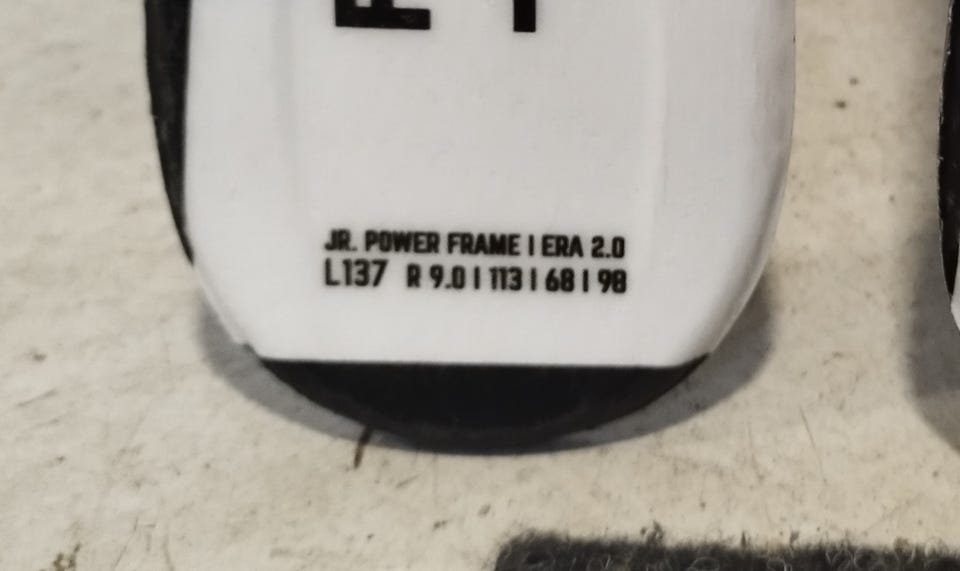 JR. POWER FRAME | ERA 2.0
L137 R 9.0 | 113 | 68 | 98